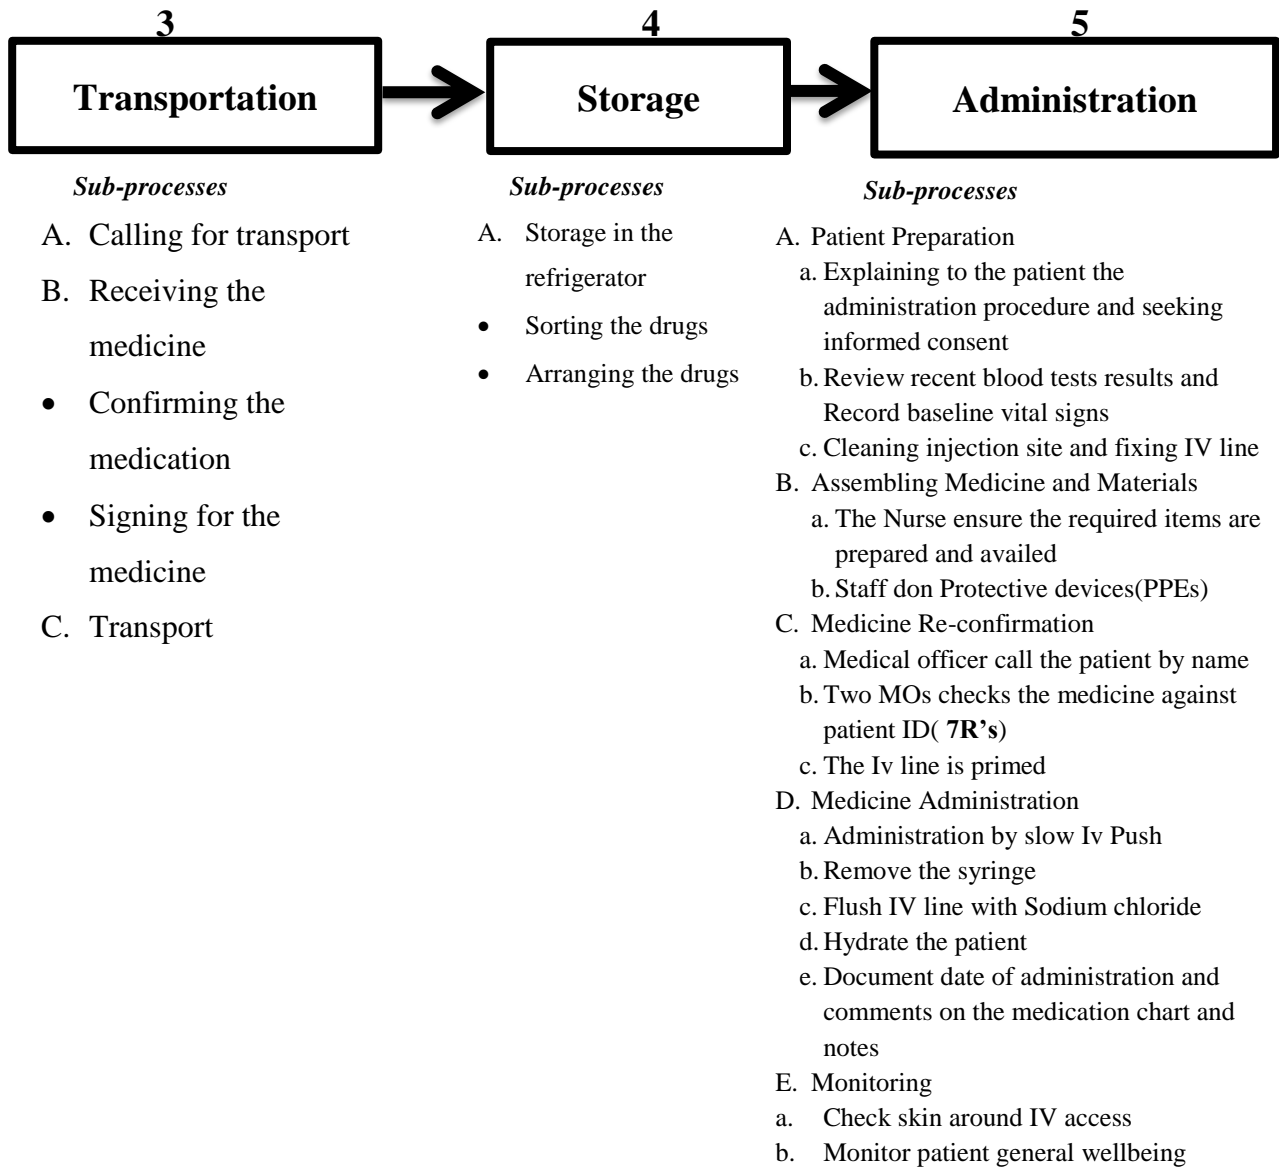 3
Transportation
Sub-processes
A. Calling for transport
B. Receiving the
medicine
• Confirming the
medication
• Signing for the
medicine
C. Transport
4
Storage
Sub-processes
A. Storage in the
refrigerator
• Sorting the drugs
• Arranging the drugs
5
Administration
Sub-processes
A. Patient Preparation
a. Explaining to the patient the
administration procedure and seeking
informed consent
b. Review recent blood tests results and
Record baseline vital signs
c. Cleaning injection site and fixing IV line
B. Assembling Medicine and Materials
a. The Nurse ensure the required items are
prepared and availed
b. Staff don Protective devices(PPEs)
C. Medicine Re-confirmation
a. Medical officer call the patient by name
b. Two MOs checks the medicine against
patient ID( 7R’s)
c. The Iv line is primed
D. Medicine Administration
a. Administration by slow Iv Push
b. Remove the syringe
c. Flush IV line with Sodium chloride
d. Hydrate the patient
e. Document date of administration and
comments on the medication chart and
notes
E. Monitoring
a. Check skin around IV access
b. Monitor patient general wellbeing